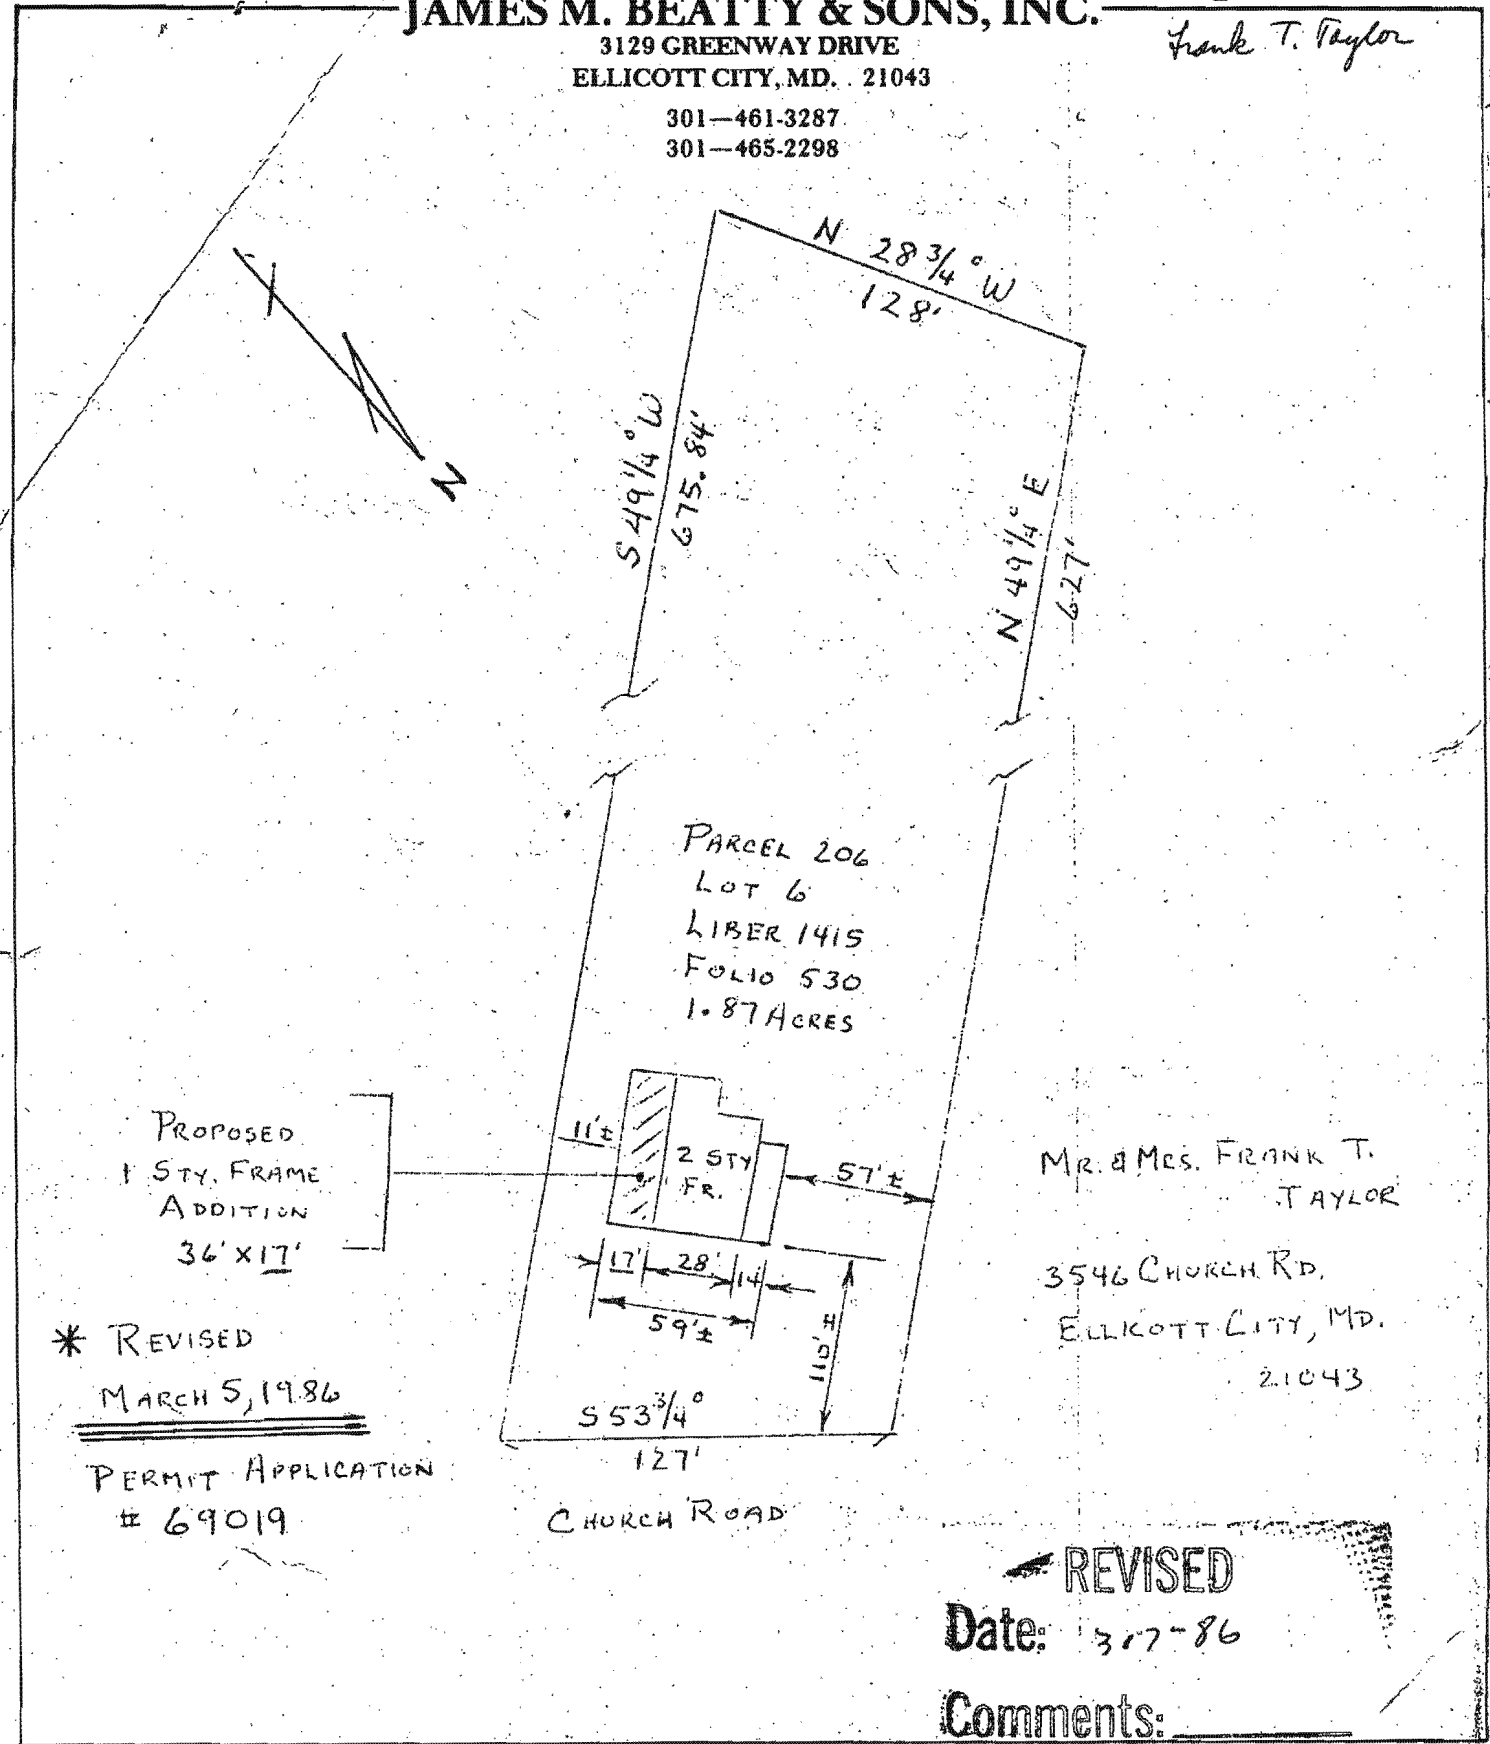 JAMES M. BEATTY & SONS, INC.
3129 GREENWAY DRIVE
ELLICOTT CITY, MD. 21043
301—461-3287
301—465-2298
Frank T. Taylor
N 28 3/4° W
128'
N
S 49 1/4° W
675.84'
N 49 1/4° E
627'
PARCEL 206
LOT 6
LIBER 1415
FOLIO 530
1.87 ACRES
PROPOSED
1 STY. FRAME
ADDITION
36' X 17'
11'±
2 STY
FR.
57'±
17' 28' 14
59'±
110'±
MR. & MRS. FRANK T.
TAYLOR
3546 CHURCH RD.
ELLICOTT CITY, MD.
21043
* REVISED
MARCH 5, 1986
PERMIT APPLICATION
# 69019
S 53 3/4°
127'
CHURCH ROAD
REVISED
Date: 3-7-86
Comments: